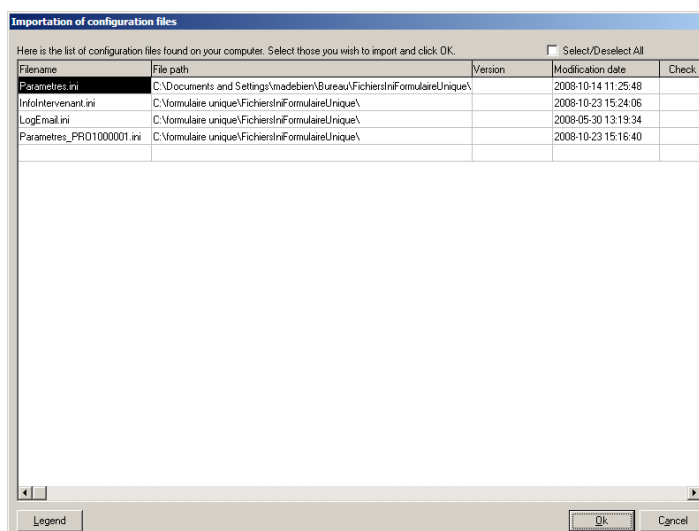 Importation of configuration files
Here is the list of configuration files found on your computer. Select those you wish to import and click OK. Select/Deselect All
Filename File path Version Modification date Check
Parametres.ini C:\Documents and Settings\madebien\Bureau\FichiersIniFormulaireUnique\ 2008-10-14 11:25:48
InfoIntervenant.ini C:\formulaire unique\FichiersIniFormulaireUnique\ 2008-10-23 15:24:06
LogEmail.ini C:\formulaire unique\FichiersIniFormulaireUnique\ 2008-05-30 13:19:34
Parametres_PRO1000001.ini C:\formulaire unique\FichiersIniFormulaireUnique\ 2008-10-23 15:16:40
Legend Ok Cancel